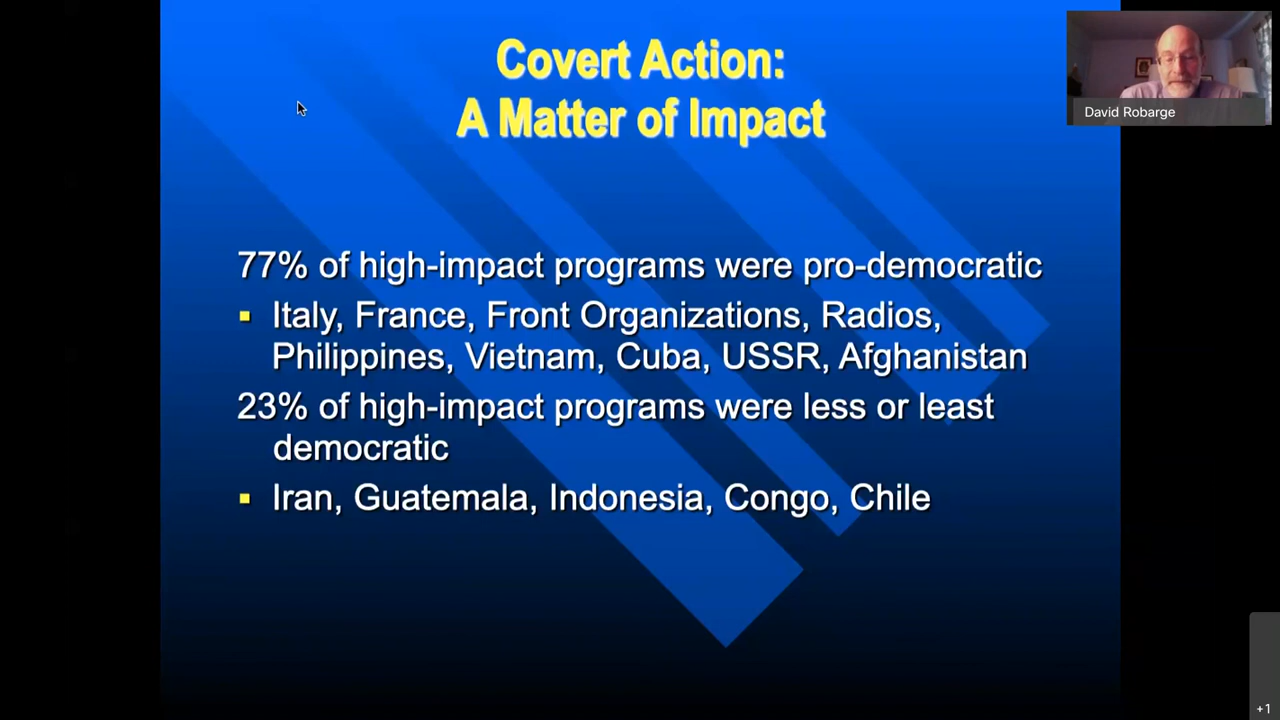 Covert Action:
A Matter of Impact
David Robarge
77% of high-impact programs were pro-democratic
▪ Italy, France, Front Organizations, Radios,
Philippines, Vietnam, Cuba, USSR, Afghanistan
23% of high-impact programs were less or least
democratic
▪ Iran, Guatemala, Indonesia, Congo, Chile
+1